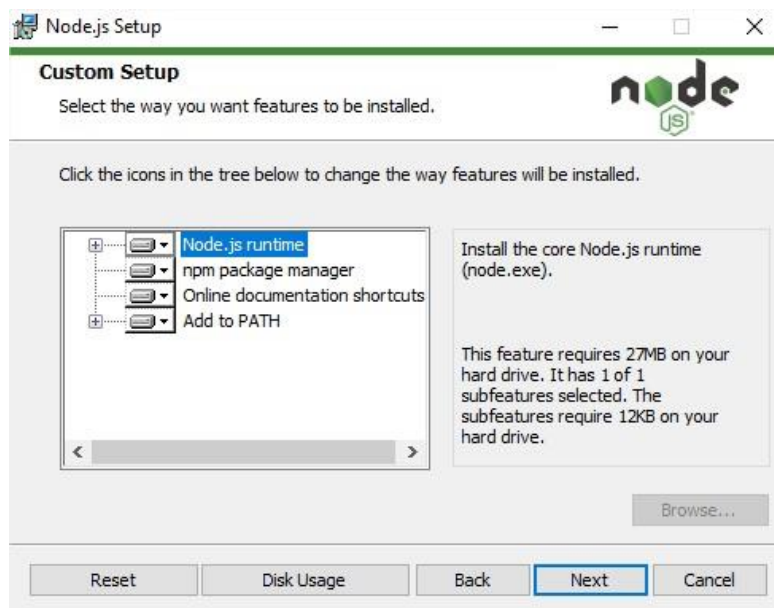 Node.js Setup
Custom Setup
Select the way you want features to be installed.
node
JS
Click the icons in the tree below to change the way features will be installed.
Node.js runtime
npm package manager
Online documentation shortcuts
Add to PATH
Install the core Node.js runtime
(node.exe).
This feature requires 27MB on your
hard drive. It has 1 of 1
subfeatures selected. The
subfeatures require 12KB on your
hard drive.
Browse...
Reset
Disk Usage
Back
Next
Cancel